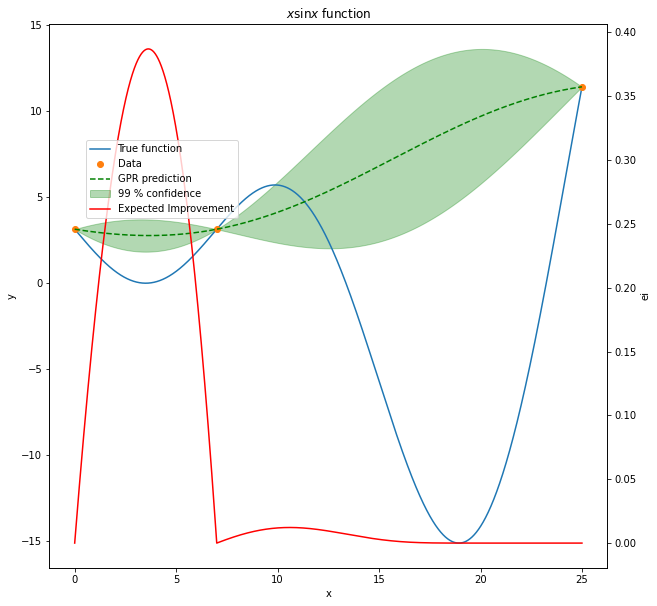 xsinx function
15
10
5
0
−5
−10
−15
y
0.40
0.35
0.30
0.25
0.20
0.15
0.10
0.05
0.00
ei
True function
Data
GPR prediction
99 % confidence
Expected Improvement
0
5
10
15
20
25
x